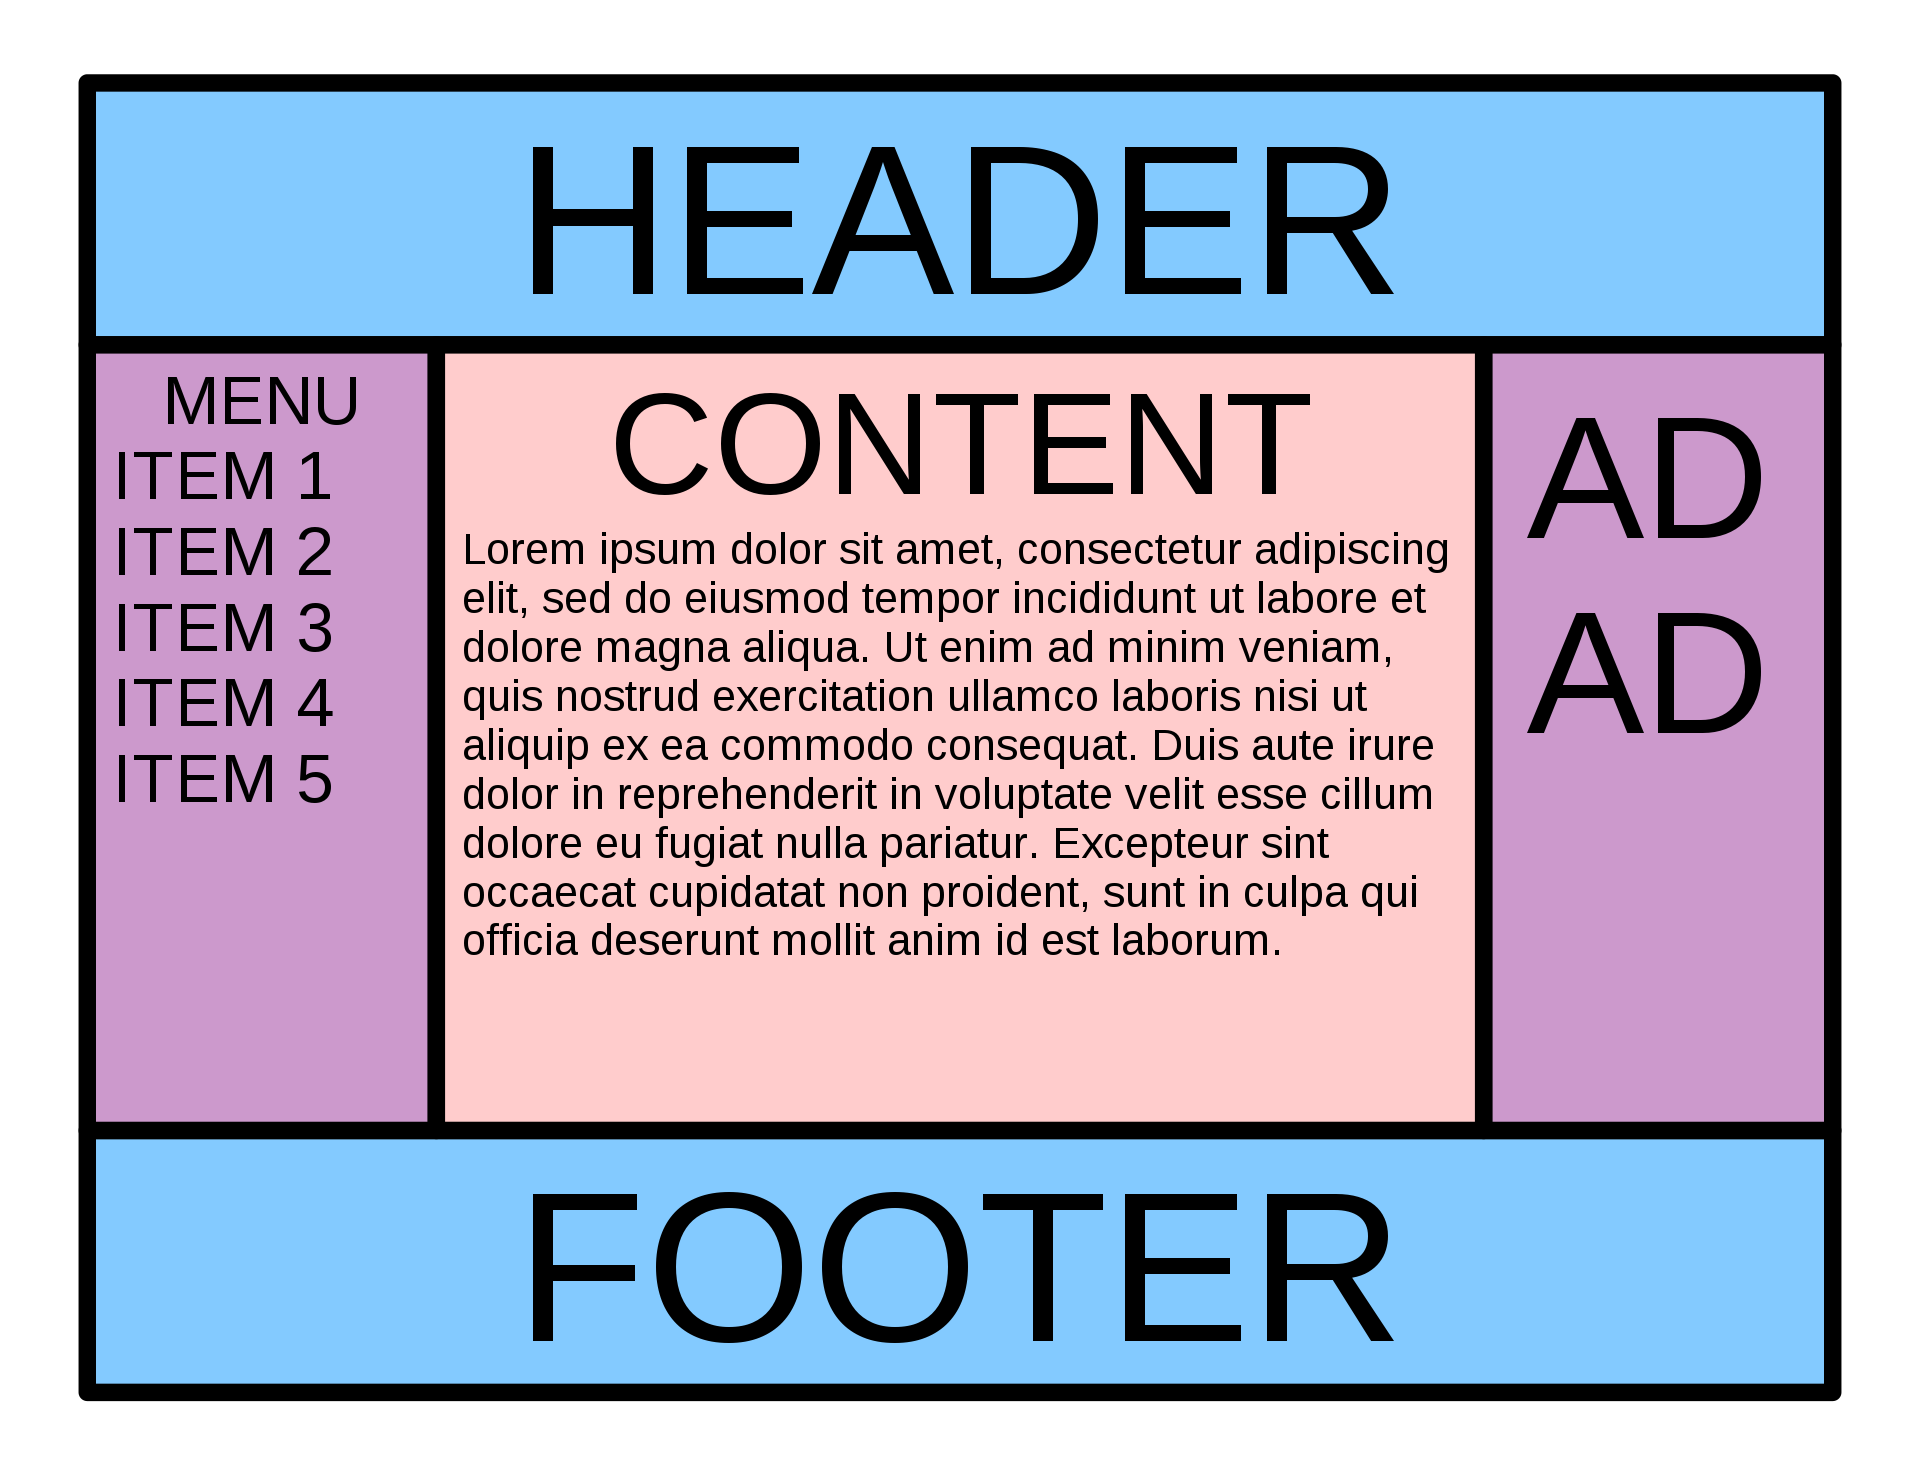 HEADER
MENU
ITEM 1
ITEM 2
ITEM 3
ITEM 4
ITEM 5
CONTENT
Lorem ipsum dolor sit amet, consectetur adipiscing
elit, sed do eiusmod tempor incididunt ut labore et
dolore magna aliqua. Ut enim ad minim veniam,
quis nostrud exercitation ullamco laboris nisi ut
aliquip ex ea commodo consequat. Duis aute irure
dolor in reprehenderit in voluptate velit esse cillum
dolore eu fugiat nulla pariatur. Excepteur sint
occaecat cupidatat non proident, sunt in culpa qui
officia deserunt mollit anim id est laborum.
AD
AD
FOOTER